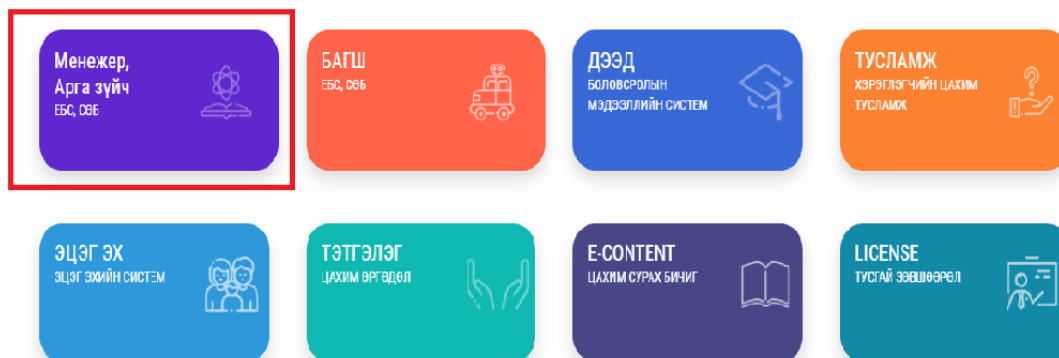 Менежер,
Арга зүйч
ЕБС, СӨБ
БАГШ
ЕБС, СӨБ
ДЭЭД
БОЛОВСРОЛЫН
МЭДЭЭЛЛИЙН СИСТЕМ
ТУСЛАМЖ
ХЭРЭГЛЭГЧИЙН ЦАХИМ
ТУСЛАМЖ
ЭЦЭГ ЭХ
ЭЦЭГ ЭХИЙН СИСТЕМ
ТЭТГЭЛЭГ
ЦАХИМ ӨРГӨДӨЛ
E-CONTENT
ЦАХИМ СУРАХ БИЧИГ
LICENSE
ТУСГАЙ ЗӨВШӨӨРӨЛ